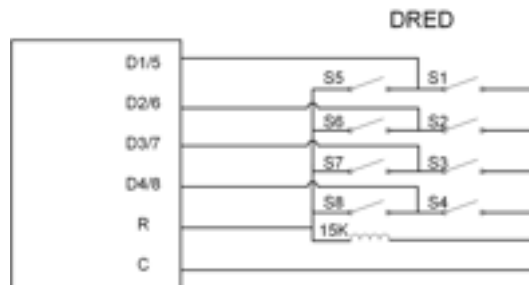 DRED
D1/5
S5 S1
D2/6
S6 S2
D3/7
S7 S3
D4/8
S8 S4
R
15K
C